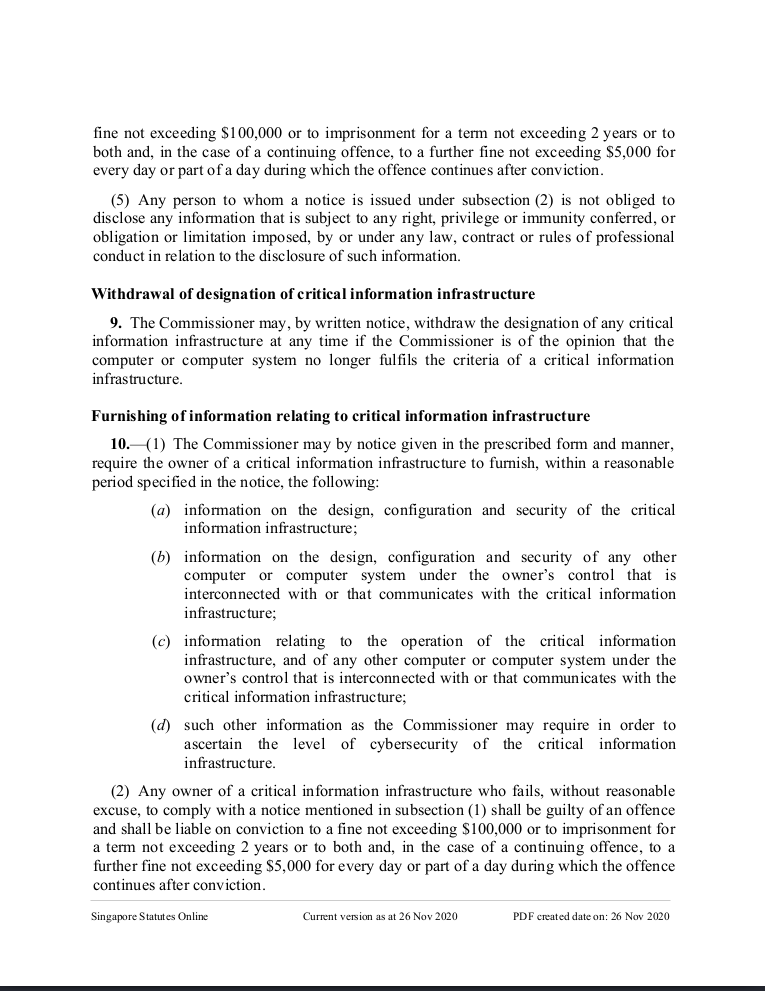 fine not exceeding $100,000 or to imprisonment for a term not exceeding 2 years or to
both and, in the case of a continuing offence, to a further fine not exceeding $5,000 for
every day or part of a day during which the offence continues after conviction.
(5) Any person to whom a notice is issued under subsection (2) is not obliged to
disclose any information that is subject to any right, privilege or immunity conferred, or
obligation or limitation imposed, by or under any law, contract or rules of professional
conduct in relation to the disclosure of such information.
Withdrawal of designation of critical information infrastructure
9. The Commissioner may, by written notice, withdraw the designation of any critical
information infrastructure at any time if the Commissioner is of the opinion that the
computer or computer system no longer fulfils the criteria of a critical information
infrastructure.
Furnishing of information relating to critical information infrastructure
10.—(1) The Commissioner may by notice given in the prescribed form and manner,
require the owner of a critical information infrastructure to furnish, within a reasonable
period specified in the notice, the following:
(a) information on the design, configuration and security of the critical
information infrastructure;
(b) information on the design, configuration and security of any other
computer or computer system under the owner’s control that is
interconnected with or that communicates with the critical information
infrastructure;
(c) information relating to the operation of the critical information
infrastructure, and of any other computer or computer system under the
owner’s control that is interconnected with or that communicates with the
critical information infrastructure;
(d) such other information as the Commissioner may require in order to
ascertain the level of cybersecurity of the critical information
infrastructure.
(2) Any owner of a critical information infrastructure who fails, without reasonable
excuse, to comply with a notice mentioned in subsection (1) shall be guilty of an offence
and shall be liable on conviction to a fine not exceeding $100,000 or to imprisonment for
a term not exceeding 2 years or to both and, in the case of a continuing offence, to a
further fine not exceeding $5,000 for every day or part of a day during which the offence
continues after conviction.
Singapore Statutes Online Current version as at 26 Nov 2020 PDF created date on: 26 Nov 2020